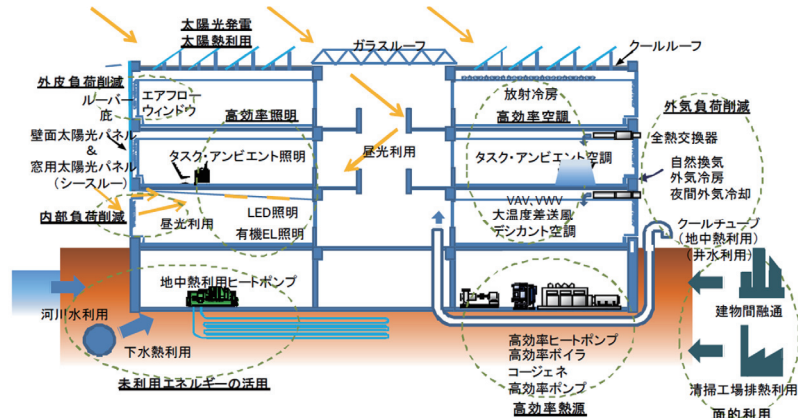 太陽光発電
太陽熱利用
ガラスルーフ
クールルーフ
外皮負荷削減
ルーバー
庇
エアフロー
ウィンドウ
高効率照明
放射冷房
高効率空調
外気負荷削減
全熱交換器
壁面太陽光パネル
&
窓用太陽光パネル
(シースルー)
タスク・アンビエント照明
昼光利用
タスク・アンビエント空調
自然換気
外気冷房
夜間外気冷却
内部負荷削減
昼光利用
LED照明
有機EL照明
VAV、VWV
大温度差送風
デシカント空調
クールチューブ
(地中熱利用)
(井水利用)
地中熱利用ヒートポンプ
河川水利用
下水熱利用
未利用エネルギーの活用
高効率ヒートポンプ
高効率ボイラ
コージェネ
高効率ポンプ
高効率熱源
建物間融通
清掃工場排熱利用
面的利用